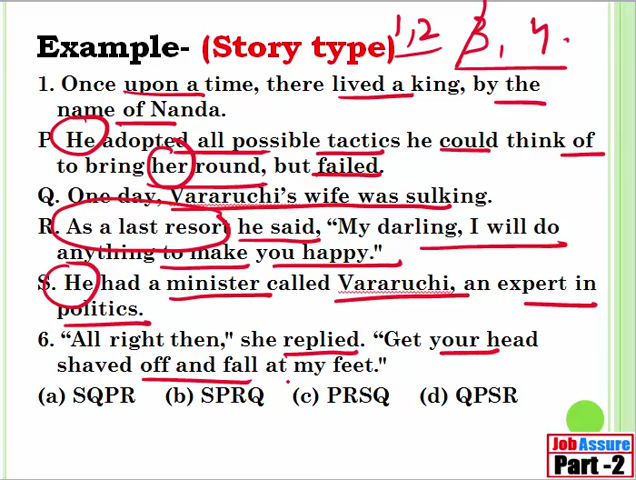 1,2 3, 4.
Example- (Story type)
1. Once upon a time, there lived a king, by the
name of Nanda.
P. He adopted all possible tactics he could think of
to bring her round, but failed.
Q. One day, Vararuchi's wife was sulking.
R. As a last resort he said, "My darling, I will do
anything to make you happy."
S. He had a minister called Vararuchi, an expert in
politics.
6. "All right then," she replied. "Get your head
shaved off and fall at my feet."
(a) SQPR (b) SPRQ (c) PRSQ (d) QPSR
JobAssure
Part -2